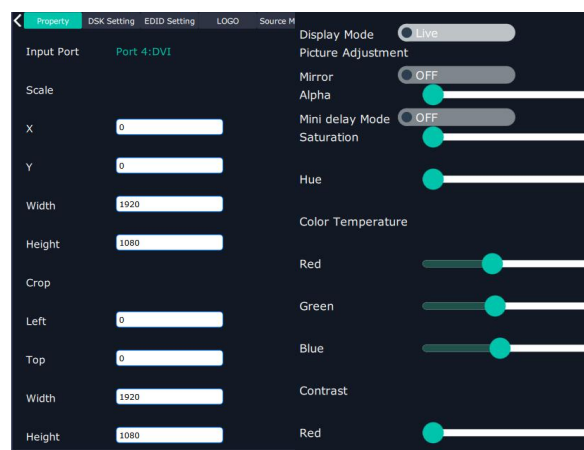 Property DSK Setting EDID Setting LOGO Source M
Input Port Port 4:DVI
Scale
X 0
Y 0
Width 1920
Height 1080
Crop
Left 0
Top 0
Width 1920
Height 1080
Display Mode Live
Picture Adjustment
Mirror OFF
Alpha
Mini delay Mode OFF
Saturation
Hue
Color Temperature
Red
Green
Blue
Contrast
Red